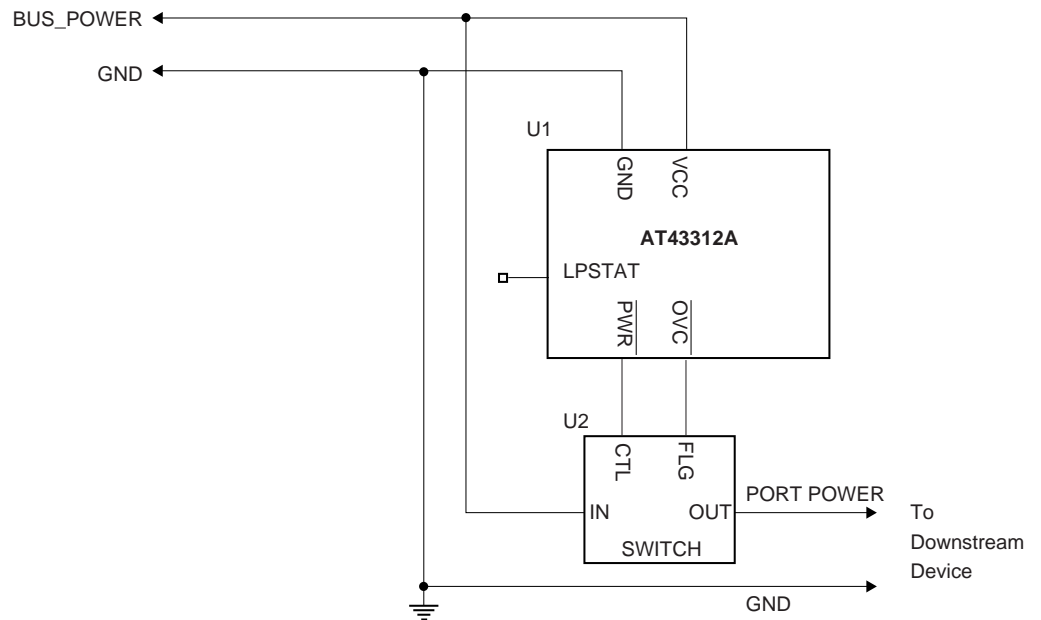 BUS_POWER
GND
U1
GND
VCC
AT43312A
LPSTAT
PWR
OVC
U2
CTL
FLG
PORT POWER
IN
OUT
To
Downstream
Device
SWITCH
GND